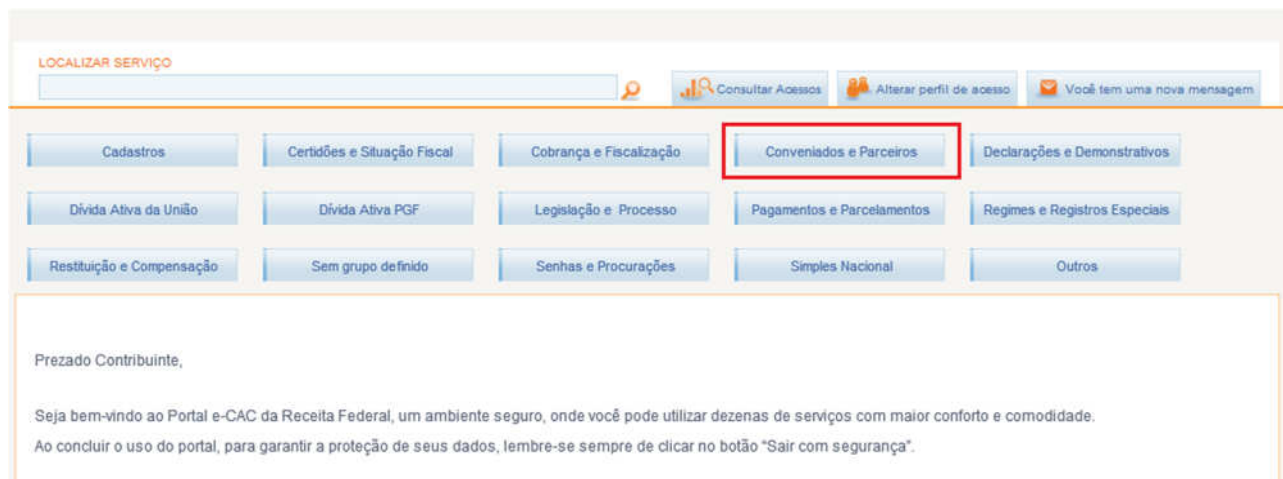 LOCALIZAR SERVIÇO
Consultar Acessos Alterar perfil de acesso Você tem uma nova mensagem
Cadastros Certidões e Situação Fiscal Cobrança e Fiscalização Conveniados e Parceiros Declarações e Demonstrativos
Dívida Ativa da União Dívida Ativa PGF Legislação e Processo Pagamentos e Parcelamentos Regimes e Registros Especiais
Restituição e Compensação Sem grupo definido Senhas e Procurações Simples Nacional Outros
Prezado Contribuinte,
Seja bem-vindo ao Portal e-CAC da Receita Federal, um ambiente seguro, onde você pode utilizar dezenas de serviços com maior conforto e comodidade.
Ao concluir o uso do portal, para garantir a proteção de seus dados, lembre-se sempre de clicar no botão "Sair com segurança".